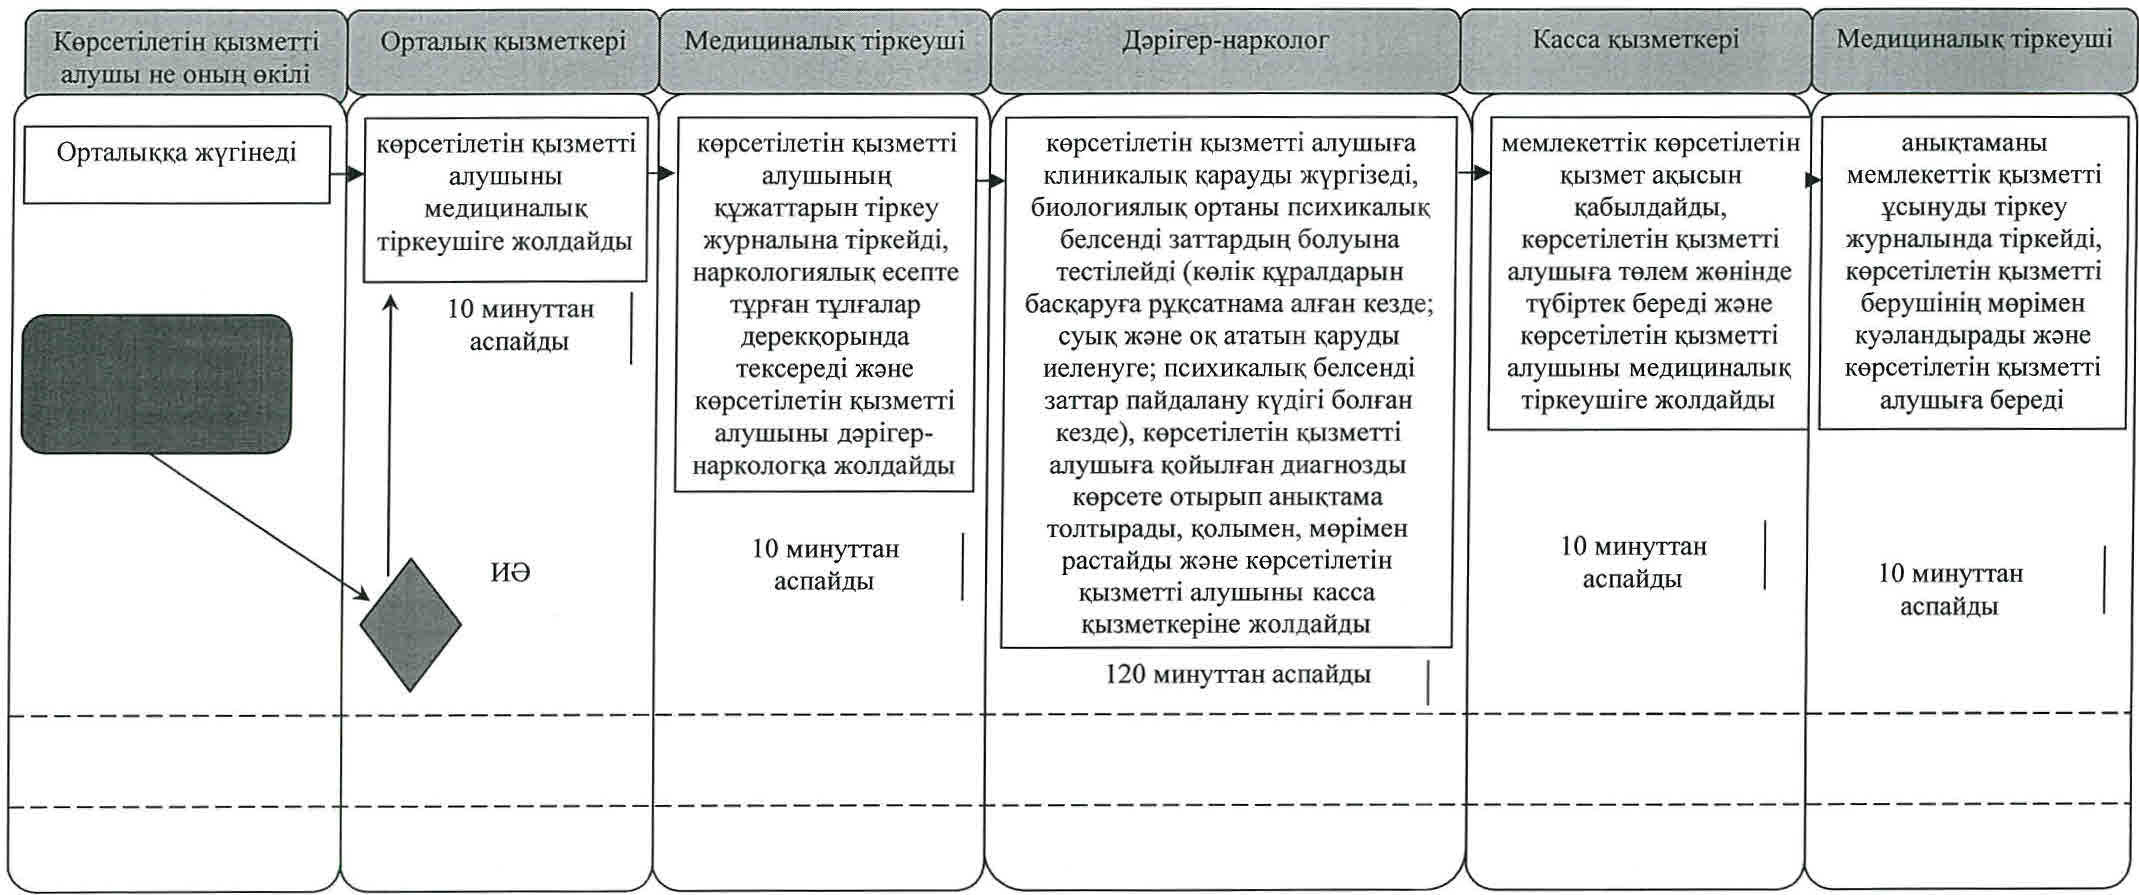 Көрсетілетін қызметті
алушы не оның өкілі
Орталық қызметкері
Медициналық тіркеуші
Дәрігер-нарколог
Касса қызметкері
Медициналық тіркеуші
Орталыққа жүгінеді
көрсетілетін қызметті
алушыны
медициналық
тіркеушіге жолдайды
10 минуттан
аспайды
ИӘ
көрсетілетін қызметті
алушының
құжаттарын тіркеу
журналына тіркейді,
наркологиялық есепте
тұрған тұлғалар
дерекқорында
тексереді және
көрсетілетін қызметті
алушыны дәрігер-
наркологқа жолдайды
10 минуттан
аспайды
көрсетілетін қызметті алушыға
клиникалық қарауды жүргізеді,
биологиялық ортаны психикалық
белсенді заттардың болуына
тестілейді (көлік құралдарын
басқаруға рұқсатнама алған кезде;
суық және оқ ататын қаруды
иеленуге; психикалық белсенді
заттар пайдалану күдігі болған
кезде), көрсетілетін қызметті
алушыға қойылған диагнозды
көрсете отырып анықтама
толтырады, қолымен, мөрімен
растайды және көрсетілетін
қызметті алушыны касса
қызметкеріне жолдайды
120 минуттан аспайды
мемлекеттік көрсетілетін
қызмет ақысын
қабылдайды,
көрсетілетін қызметті
алушыға төлем жөнінде
түбіртек береді және
көрсетілетін қызметті
алушыны медициналық
тіркеушіге жолдайды
10 минуттан
аспайды
анықтаманы
мемлекеттік қызметті
ұсынуды тіркеу
журналында тіркейді,
көрсетілетін қызметті
берушінің мөрімен
куәландырады және
көрсетілетін қызметті
алушыға береді
10 минуттан
аспайды